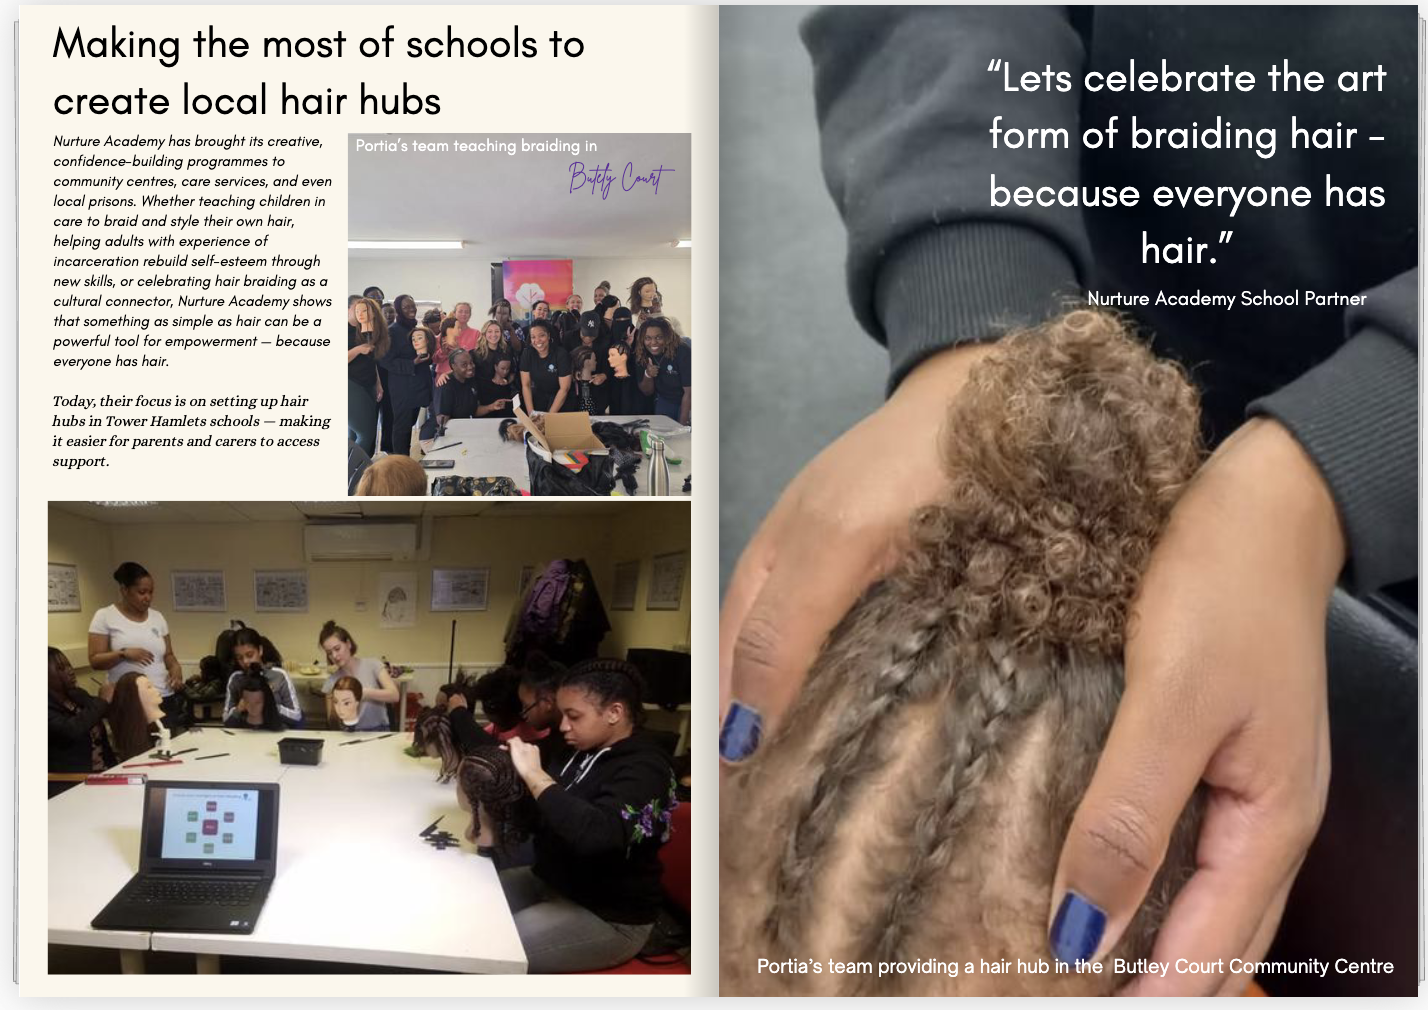 Making the most of schools to
create local hair hubs
Nurture Academy has brought its creative,
confidence-building programmes to
community centres, care services, and even
local prisons. Whether teaching children in
care to braid and style their own hair,
helping adults with experience of
incarceration rebuild self-esteem through
new skills, or celebrating hair braiding as a
cultural connector, Nurture Academy shows
that something as simple as hair can be a
powerful tool for empowerment — because
everyone has hair.
Today, their focus is on setting up hair
hubs in Tower Hamlets schools — making
it easier for parents and carers to access
support.
Portia's team teaching braiding in
Butely Court
“Lets celebrate the art
form of braiding hair -
because everyone has
hair.”
Nurture Academy School Partner
Portia's team providing a hair hub in the Butley Court Community Centre